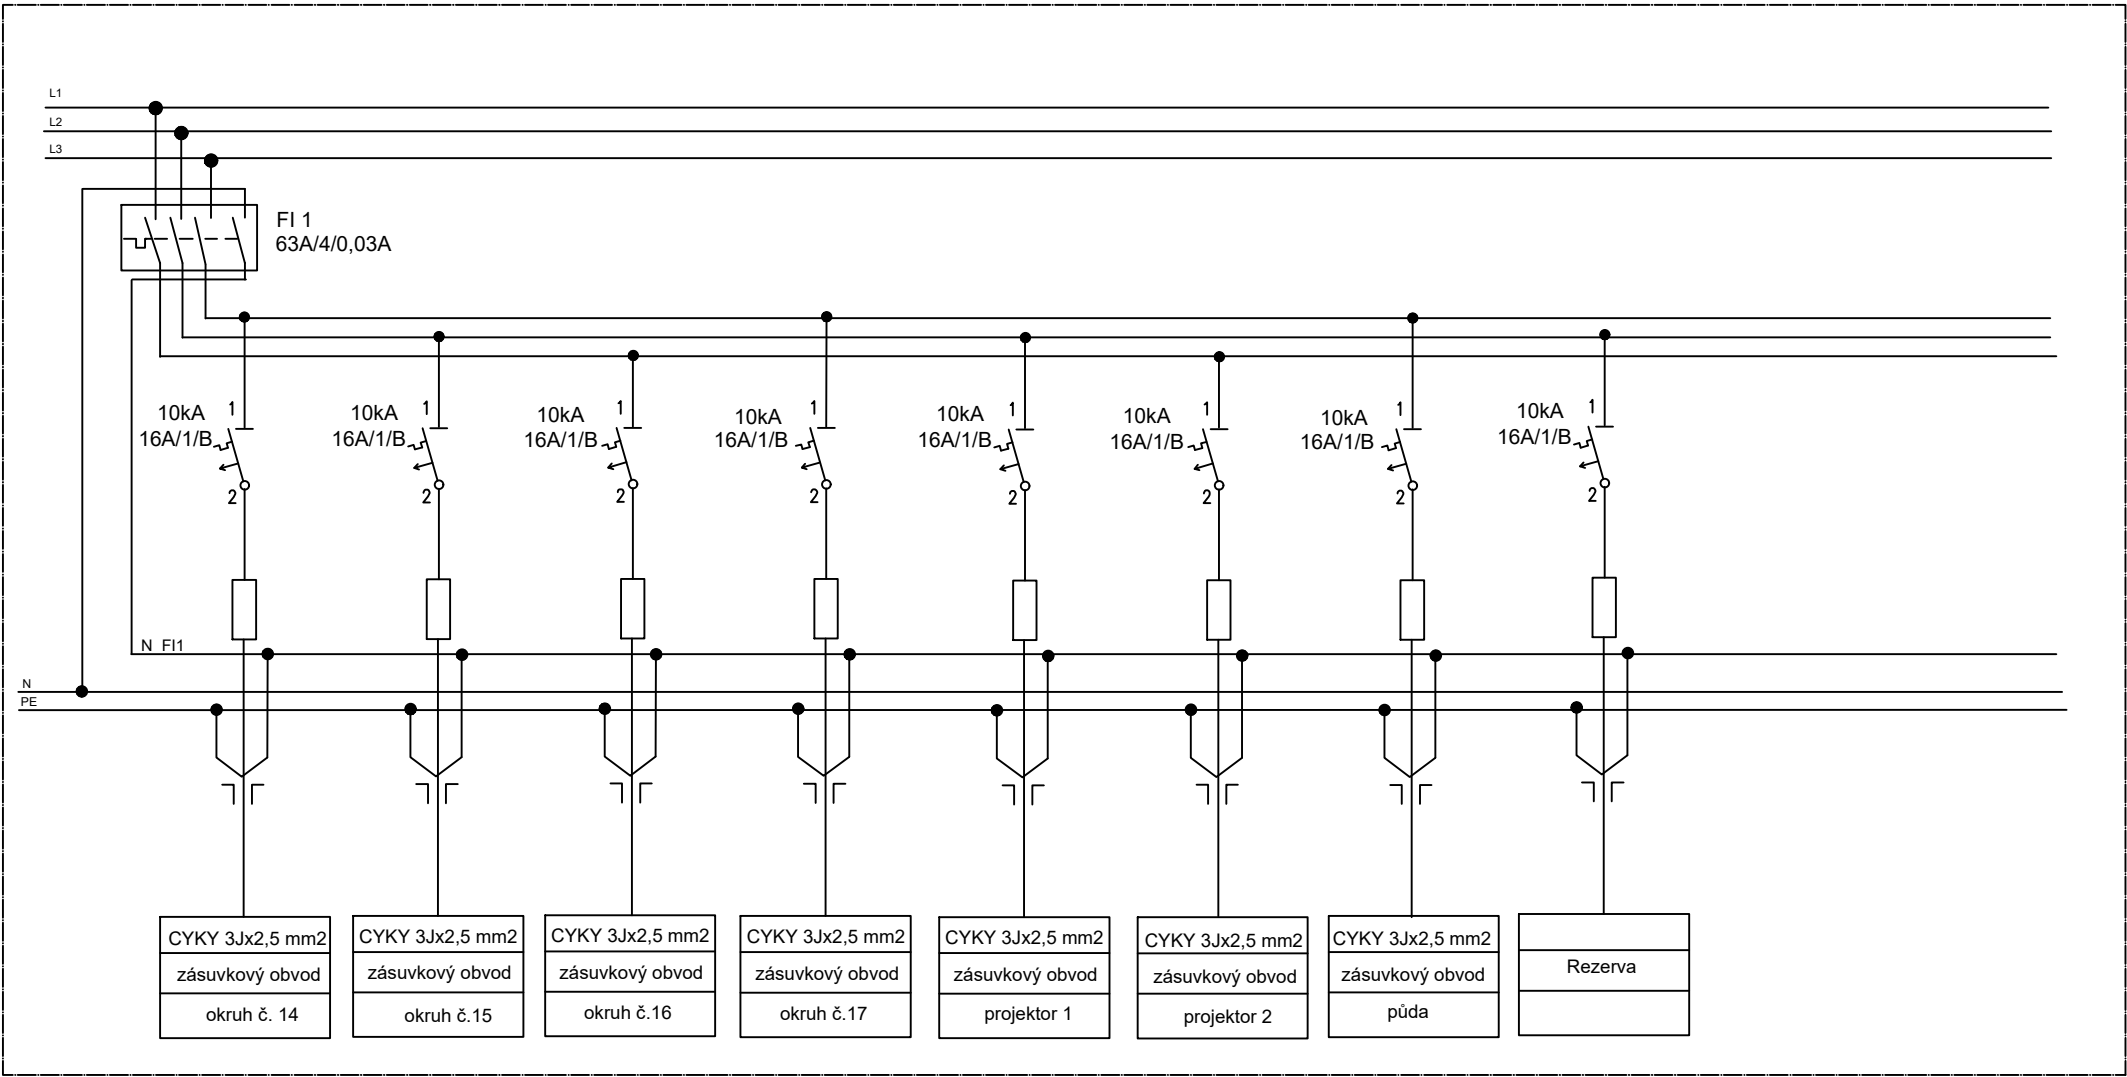 L1
L2
L3
FI 1
63A/4/0,03A
10kA
16A/1/B
1
2
10kA
16A/1/B
1
2
10kA
16A/1/B
1
2
10kA
16A/1/B
1
2
10kA
16A/1/B
1
2
10kA
16A/1/B
1
2
10kA
16A/1/B
1
2
10kA
16A/1/B
1
2
N FI1
N
PE
CYKY 3Jx2,5 mm2
zásuvkový obvod
okruh č. 14
CYKY 3Jx2,5 mm2
zásuvkový obvod
okruh č.15
CYKY 3Jx2,5 mm2
zásuvkový obvod
okruh č.16
CYKY 3Jx2,5 mm2
zásuvkový obvod
okruh č.17
CYKY 3Jx2,5 mm2
zásuvkový obvod
projektor 1
CYKY 3Jx2,5 mm2
zásuvkový obvod
projektor 2
CYKY 3Jx2,5 mm2
zásuvkový obvod
půda
Rezerva